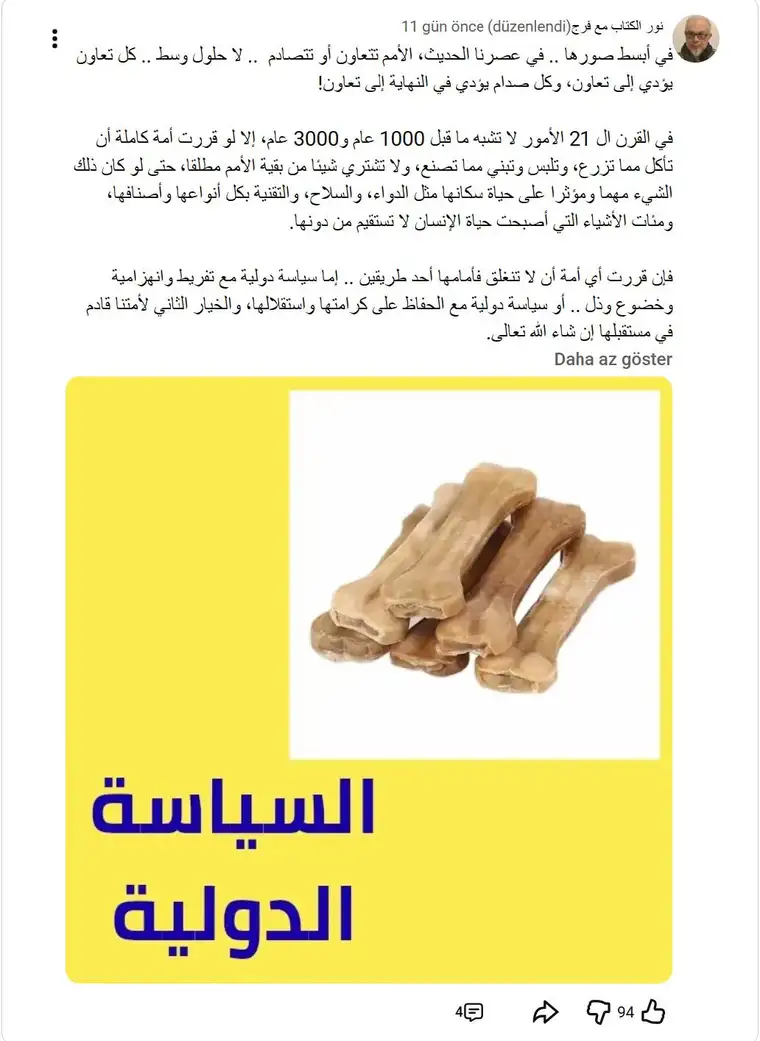 نور الكتاب مع فرج(düzenlendi) 11 gün önce
في أبسط صورها .. في عصرنا الحديث، الأمم تتعاون أو تتصادم .. لا حلول وسط .. كل تعاون
يؤدي إلى تعاون، وكل صدام يؤدي في النهاية إلى تعاون!
في القرن ال 21 الأمور لا تشبه ما قبل 1000 عام و3000 عام، إلا لو قررت أمة كاملة أن
تأكل مما تزرع، وتلبس وتبني مما تصنع، ولا تشتري شيئا من بقية الأمم مطلقا، حتى لو كان ذلك
الشيء مهما ومؤثرا على حياة سكانها مثل الدواء، والسلاح، والتقنية بكل أنواعها وأصنافها،
ومئات الأشياء التي أصبحت حياة الإنسان لا تستقيم من دونها.
فإن قررت أي أمة أن لا تنغلق فأمامها أحد طريقين .. إما سياسة دولية مع تفريط وانهزامية
وخضوع وذل .. أو سياسة دولية مع الحفاظ على كرامتها واستقلالها، والخيار الثاني لأمتنا قادم
في مستقبلها إن شاء الله تعالى.
Daha az göster
السياسة
الدولية
94
4